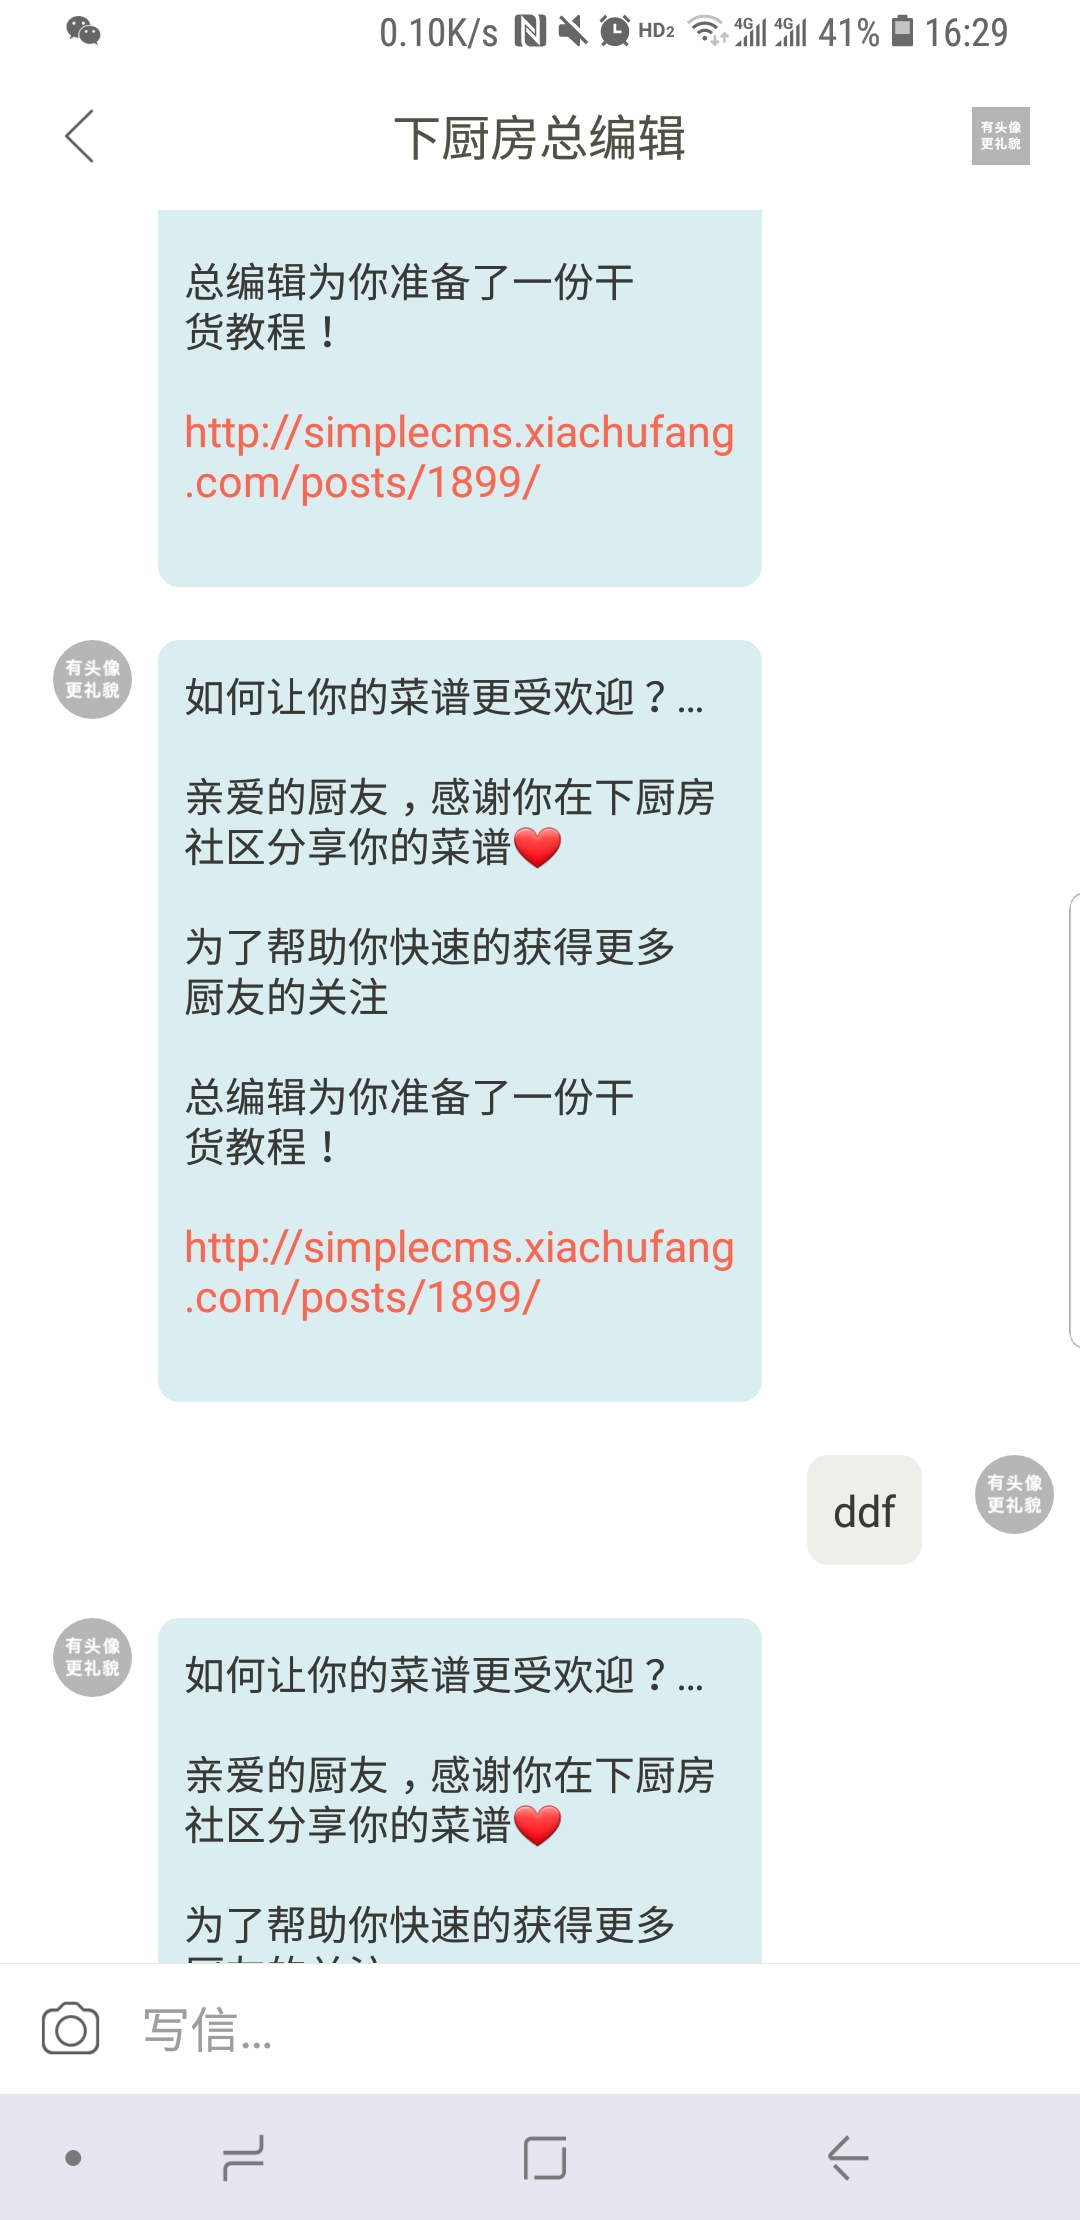 0.10K/s HD2 4G 4G 41% 16:29
下厨房总编辑
有头像
更礼貌
总编辑为你准备了一份干
货教程！
http://simplecms.xiachufang
.com/posts/1899/
有头像
更礼貌
如何让你的菜谱更受欢迎？...
亲爱的厨友，感谢你在下厨房
社区分享你的菜谱❤️
为了帮助你快速的获得更多
厨友的关注
总编辑为你准备了一份干
货教程！
http://simplecms.xiachufang
.com/posts/1899/
ddf
有头像
更礼貌
有头像
更礼貌
如何让你的菜谱更受欢迎？...
亲爱的厨友，感谢你在下厨房
社区分享你的菜谱❤️
为了帮助你快速的获得更多
写信...